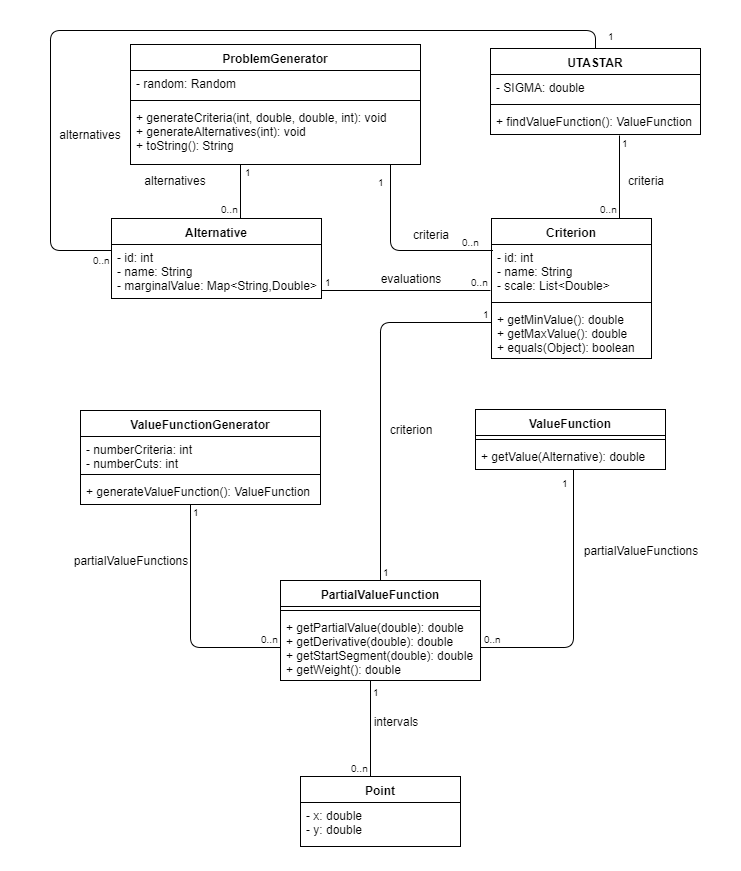 1
ProblemGenerator
- random: Random
+ generateCriteria(int, double, double, int): void
+ generateAlternatives(int): void
+ toString(): String
UTASTAR
- SIGMA: double
+ findValueFunction(): ValueFunction
alternatives
1
alternatives
0..n
1
criteria
0..n
1
criteria
0..n
Alternative
- id: int
- name: String
- marginalValue: Map<String,Double>
0..n
1
evaluations
0..n
Criterion
- id: int
- name: String
- scale: List<Double>
+ getMinValue(): double
+ getMaxValue(): double
+ equals(Object): boolean
1
criterion
1
ValueFunctionGenerator
- numberCriteria: int
- numberCuts: int
+ generateValueFunction(): ValueFunction
1
partialValueFunctions
0..n
ValueFunction
+ getValue(Alternative): double
1
partialValueFunctions
0..n
PartialValueFunction
+ getPartialValue(double): double
+ getDerivative(double): double
+ getStartSegment(double): double
+ getWeight(): double
1
intervals
0..n
Point
- x: double
- y: double